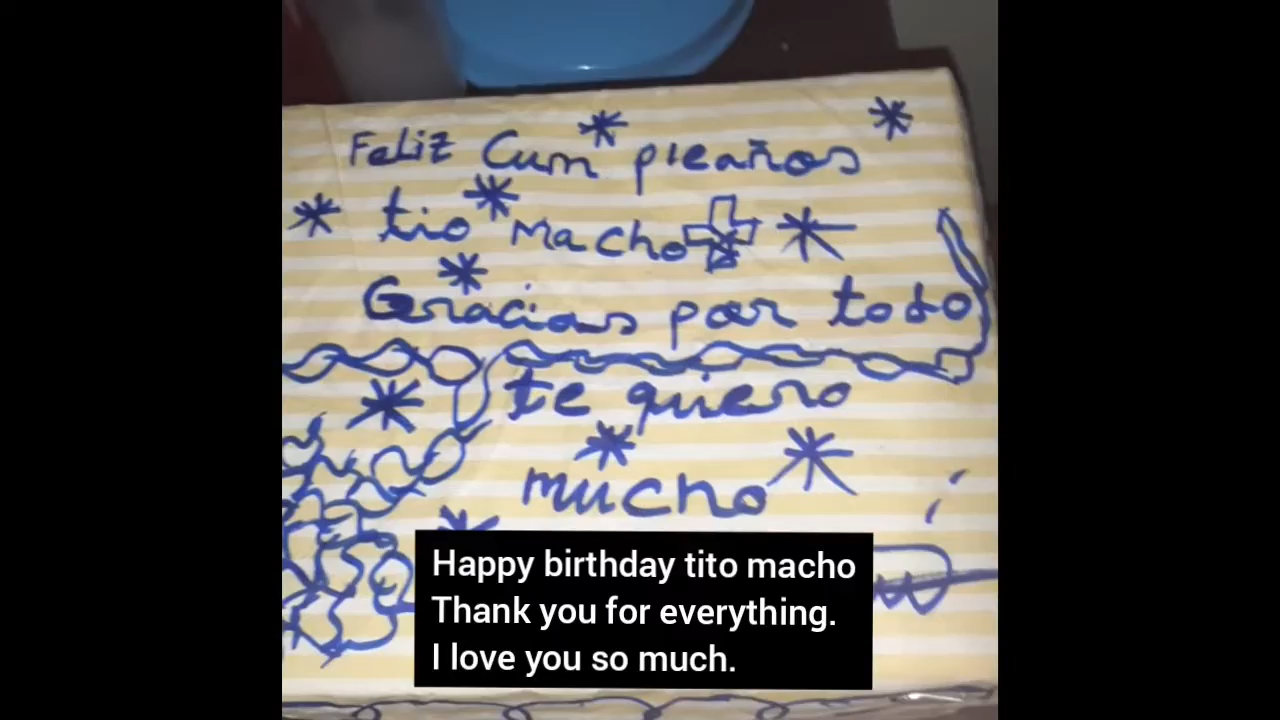 Feliz Cumpleaños
tio Macho
Gracias por todo
te quiero
mucho
Happy birthday tito macho
Thank you for everything.
I love you so much.